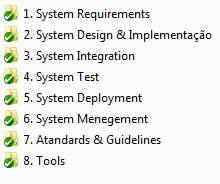 1. System Requirements
2. System Design & Implementação
3. System Integration
4. System Test
5. System Deployment
6. System Menegement
7. Atandards & Guidelines
8. Tools